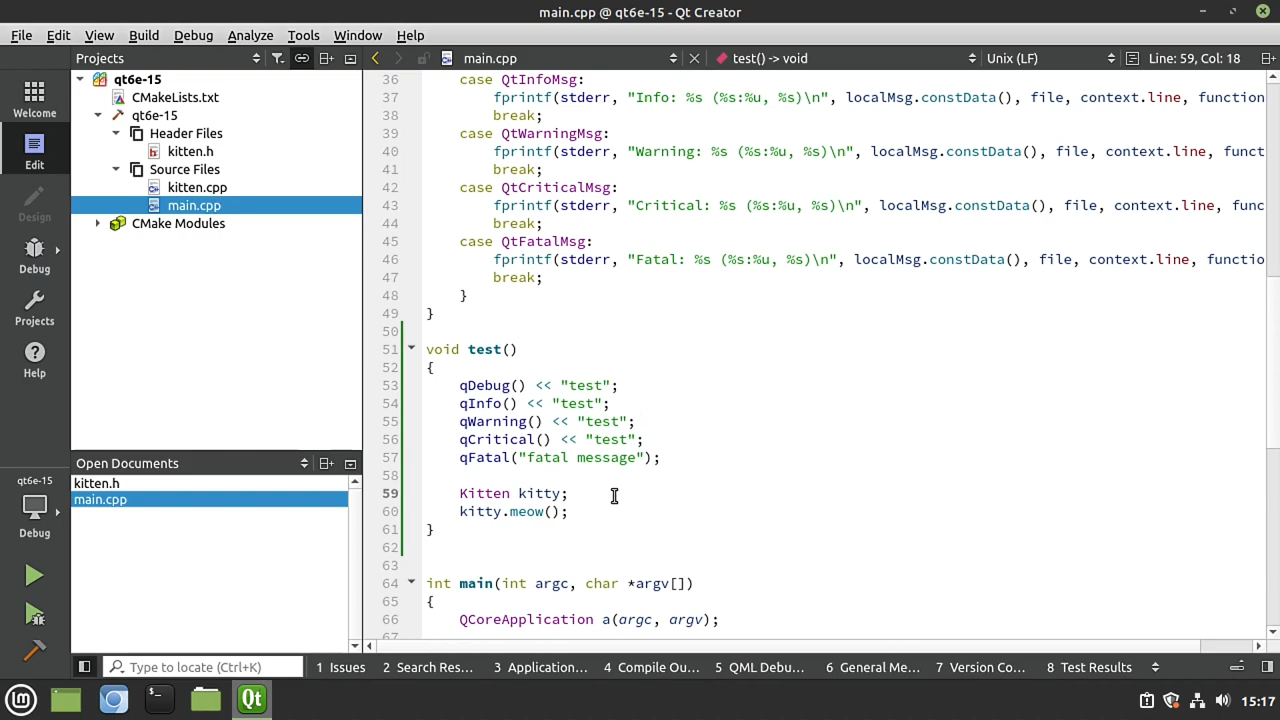 main.cpp @ qt6e-15 - Qt Creator
File Edit View Build Debug Analyze Tools Window Help
Projects main.cpp test() -> void Unix (LF) Line: 59, Col: 18
Welcome
Edit
Design
Debug
Projects
Help
qt6e-15
Debug
qt6e-15
CMakeLists.txt
qt6e-15
Header Files
kitten.h
Source Files
kitten.cpp
main.cpp
CMake Modules
Open Documents
kitten.h
main.cpp
36 case QtInfoMsg:
37 fprintf(stderr, "Info: %s (%s:%u, %s)\n", localMsg.constData(), file, context.line, function
38 break;
39 case QtWarningMsg:
40 fprintf(stderr, "Warning: %s (%s:%u, %s)\n", localMsg.constData(), file, context.line, funct
41 break;
42 case QtCriticalMsg:
43 fprintf(stderr, "Critical: %s (%s:%u, %s)\n", localMsg.constData(), file, context.line, func
44 break;
45 case QtFatalMsg:
46 fprintf(stderr, "Fatal: %s (%s:%u, %s)\n", localMsg.constData(), file, context.line, functio
47 break;
48 }
49 }
50
51 void test()
52 {
53 qDebug() << "test";
54 qInfo() << "test";
55 qWarning() << "test";
56 qCritical() << "test";
57 qFatal("fatal message");
58
59 Kitten kitty;
60 kitty.meow();
61 }
62
63
64 int main(int argc, char *argv[])
65 {
66 QCoreApplication a(argc, argv);
67
Type to locate (Ctrl+K) 1 Issues 2 Search Res... 3 Application... 4 Compile Ou... 5 QML Debu... 6 General Me... 7 Version Co... 8 Test Results
Qt 15:17